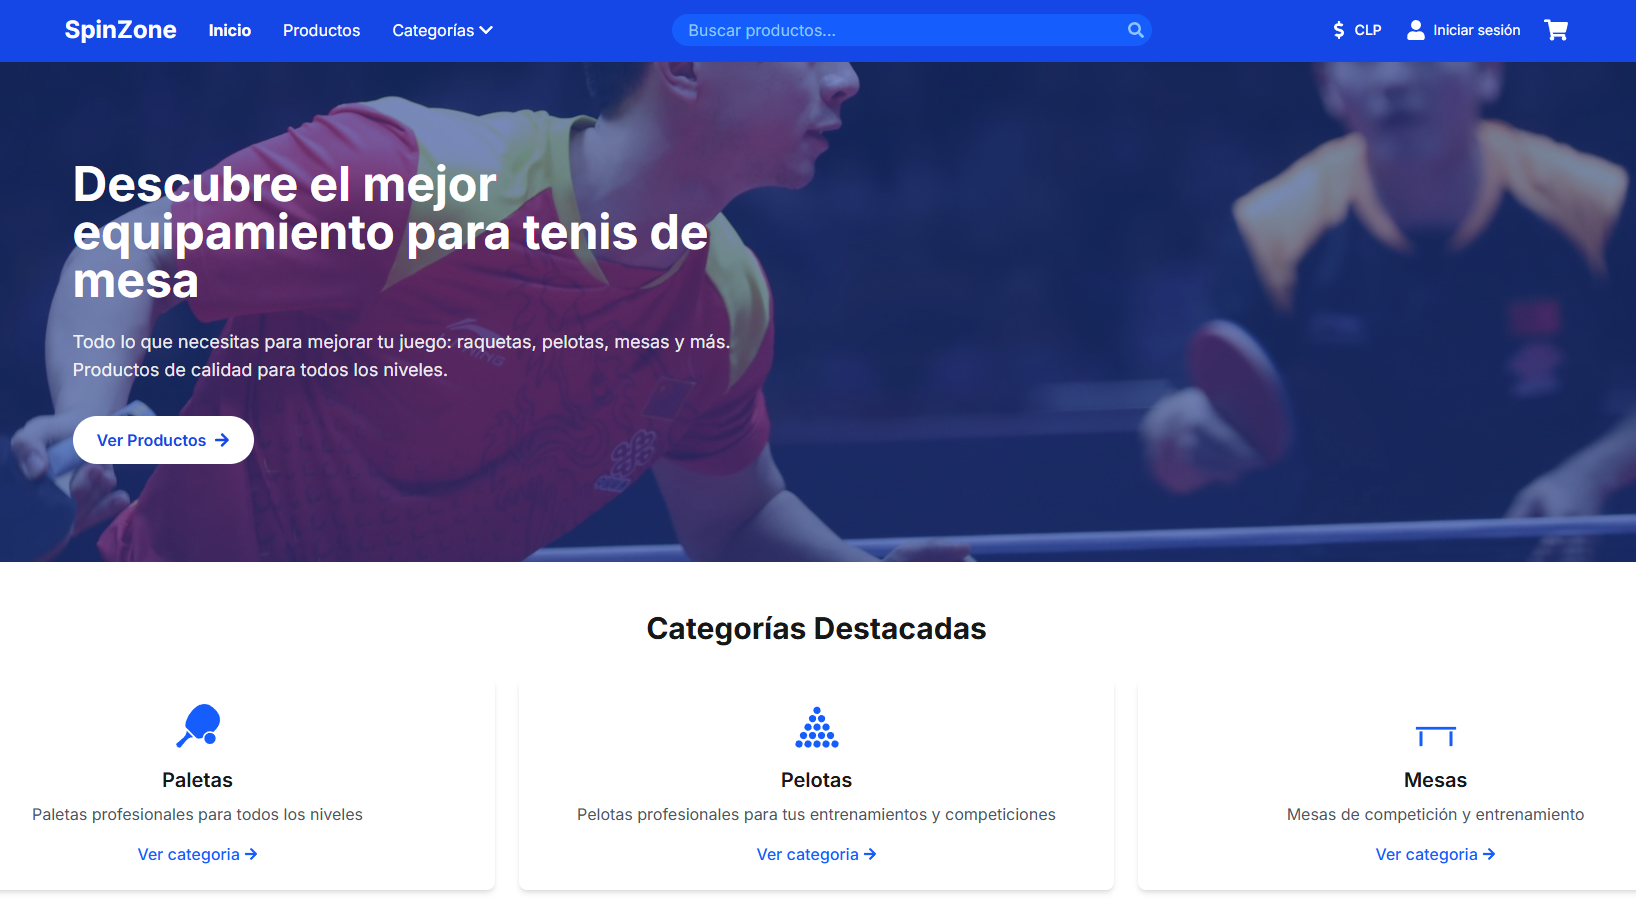 SpinZone Inicio Productos Categorías Buscar productos... CLP Iniciar sesión
Descubre el mejor
equipamiento para tenis de
mesa
Todo lo que necesitas para mejorar tu juego: raquetas, pelotas, mesas y más.
Productos de calidad para todos los niveles.
Ver Productos
Categorías Destacadas
Paletas
Paletas profesionales para todos los niveles
Ver categoria
Pelotas
Pelotas profesionales para tus entrenamientos y competiciones
Ver categoria
Mesas
Mesas de competición y entrenamiento
Ver categoria